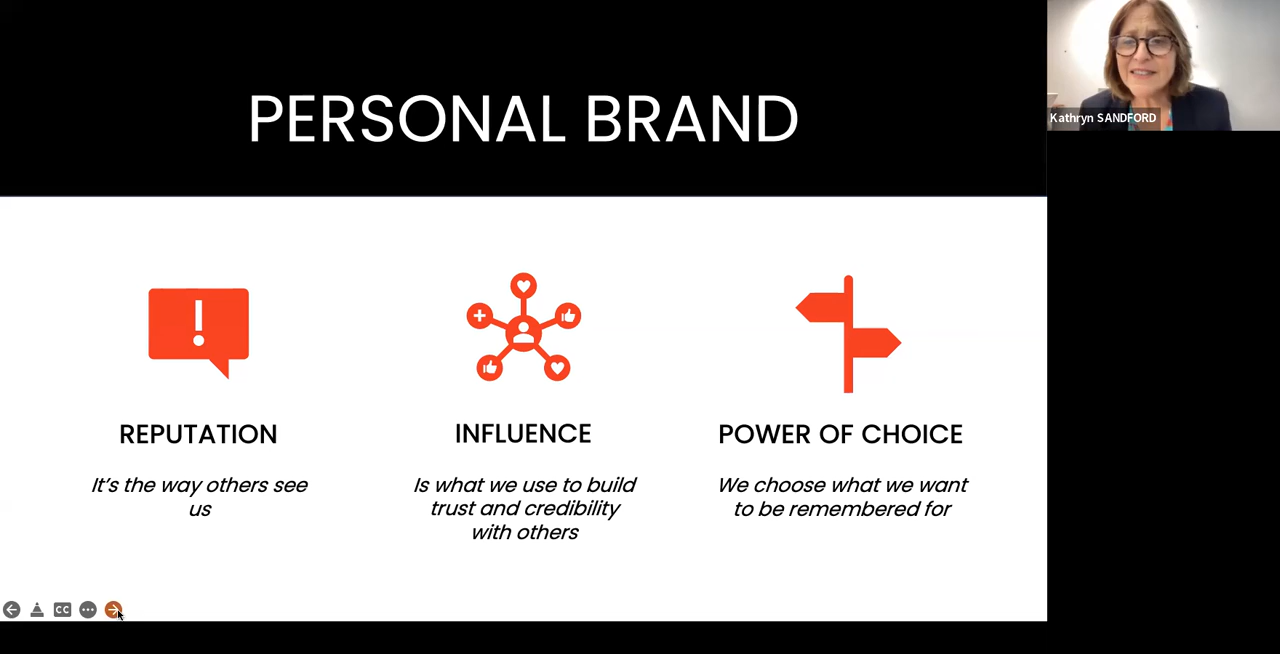 PERSONAL BRAND
Kathryn SANDFORD
REPUTATION
It's the way others see
us
INFLUENCE
Is what we use to build
trust and credibility
with others
POWER OF CHOICE
We choose what we want
to be remembered for
CC